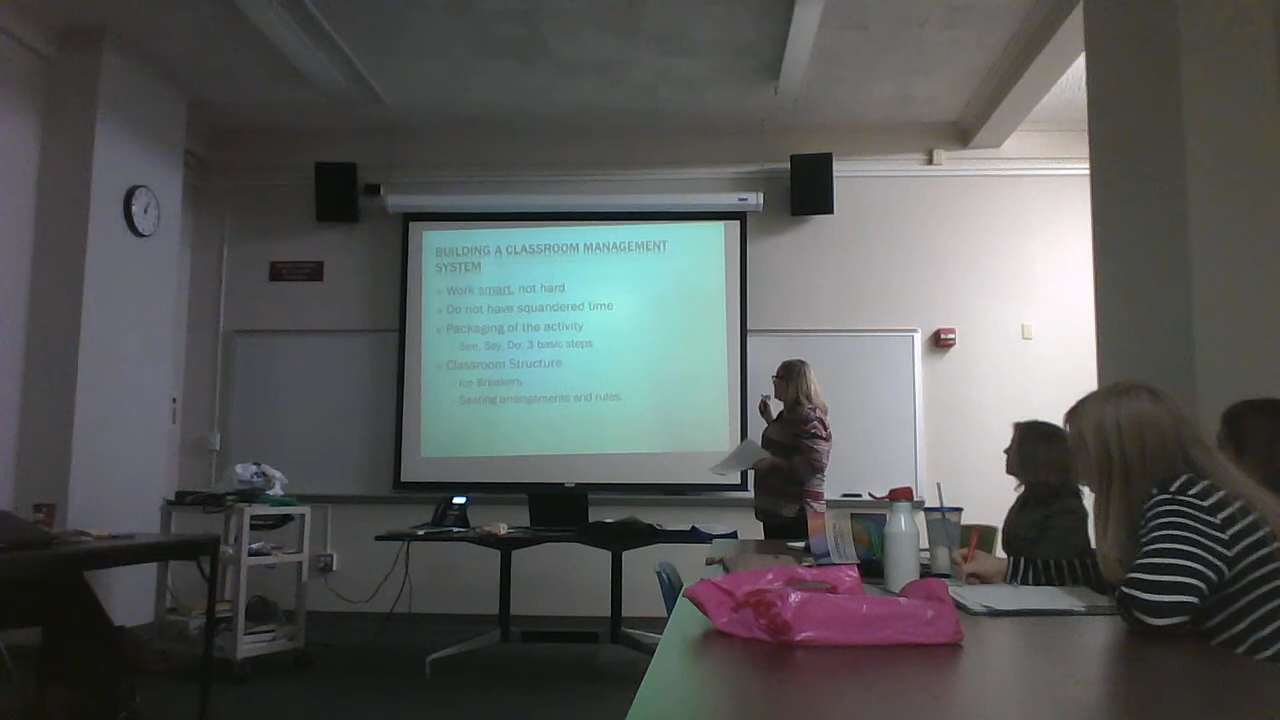 BUILDING A CLASSROOM MANAGEMENT
SYSTEM
Work smart, not hard
Do not have squandered time
Packaging of the activity
See, Say, Do: 3 basic steps
Classroom Structure
Ice Breakers
Seating arrangements and rules